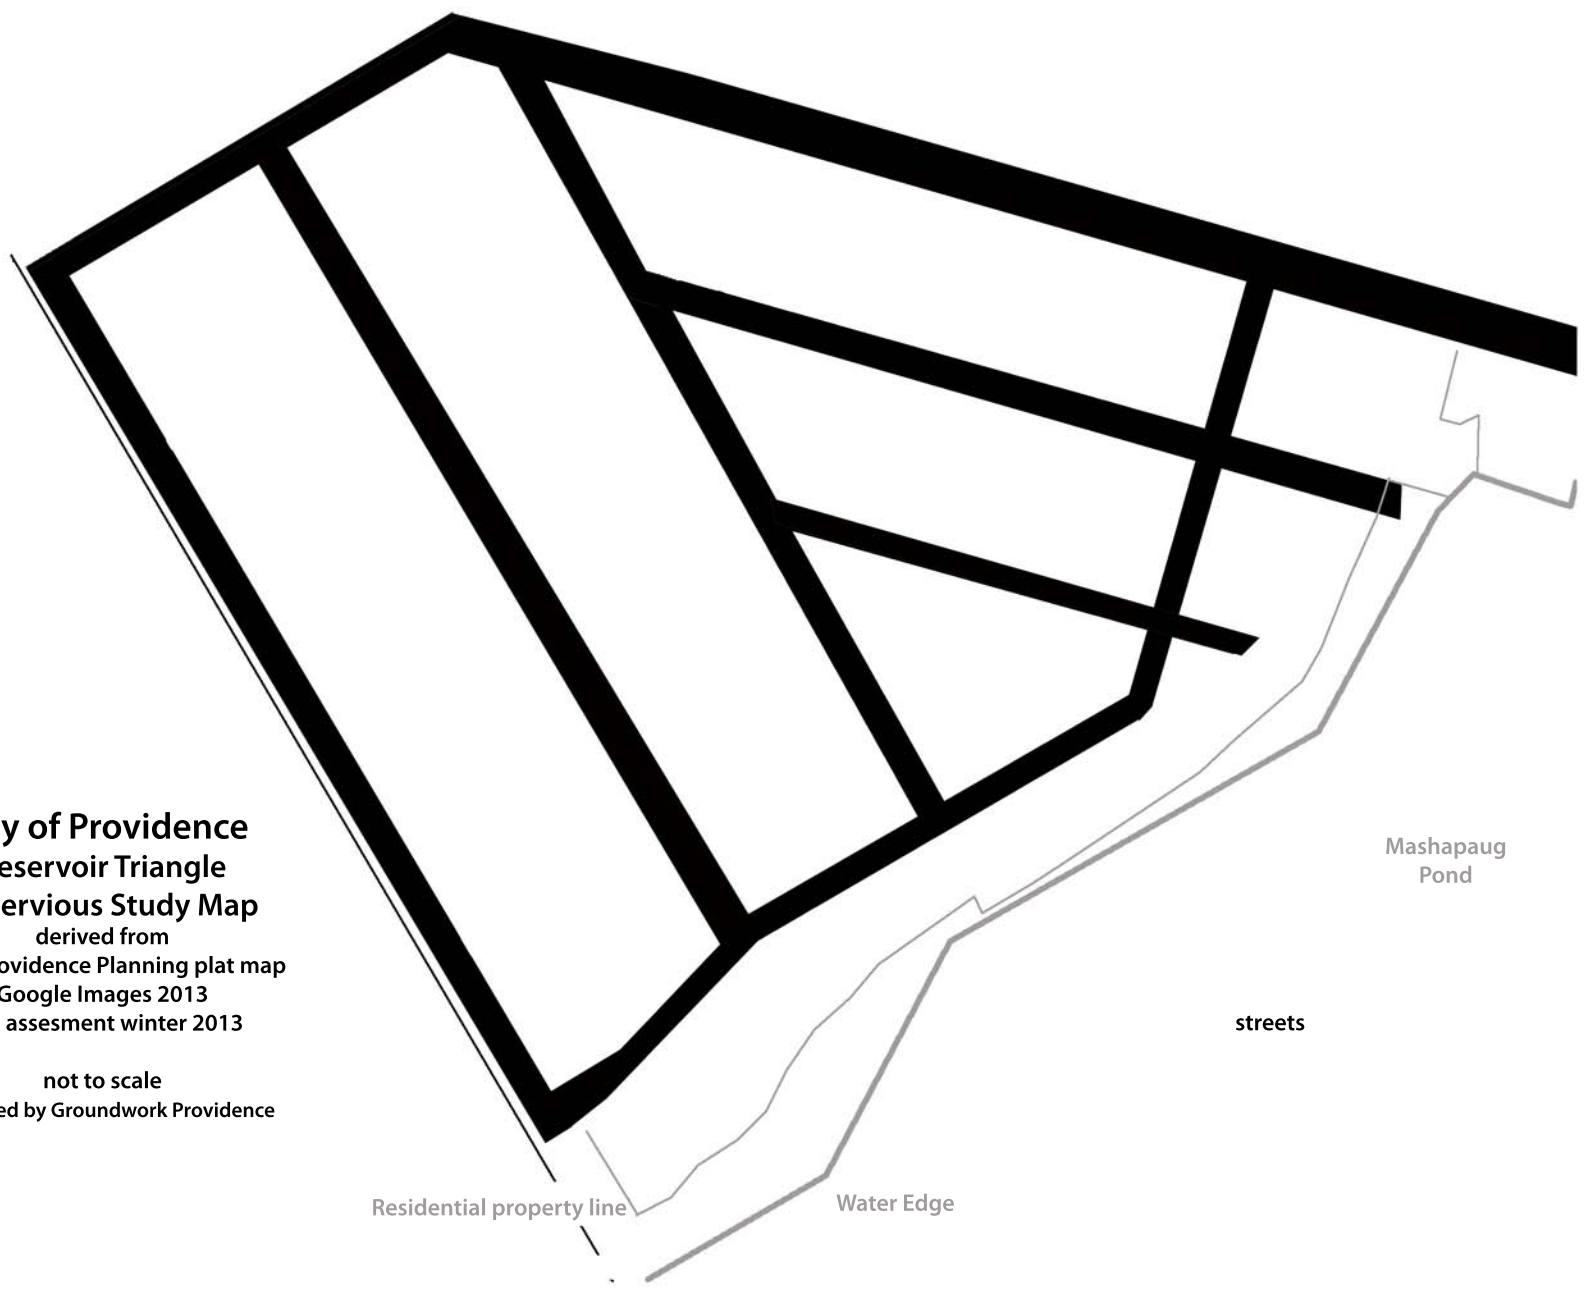 y of Providence
eservoir Triangle
ervious Study Map
derived from
ovidence Planning plat map
Google Images 2013
assesment winter 2013
not to scale
ed by Groundwork Providence
Residential property line
Water Edge
Mashapaug
Pond
streets